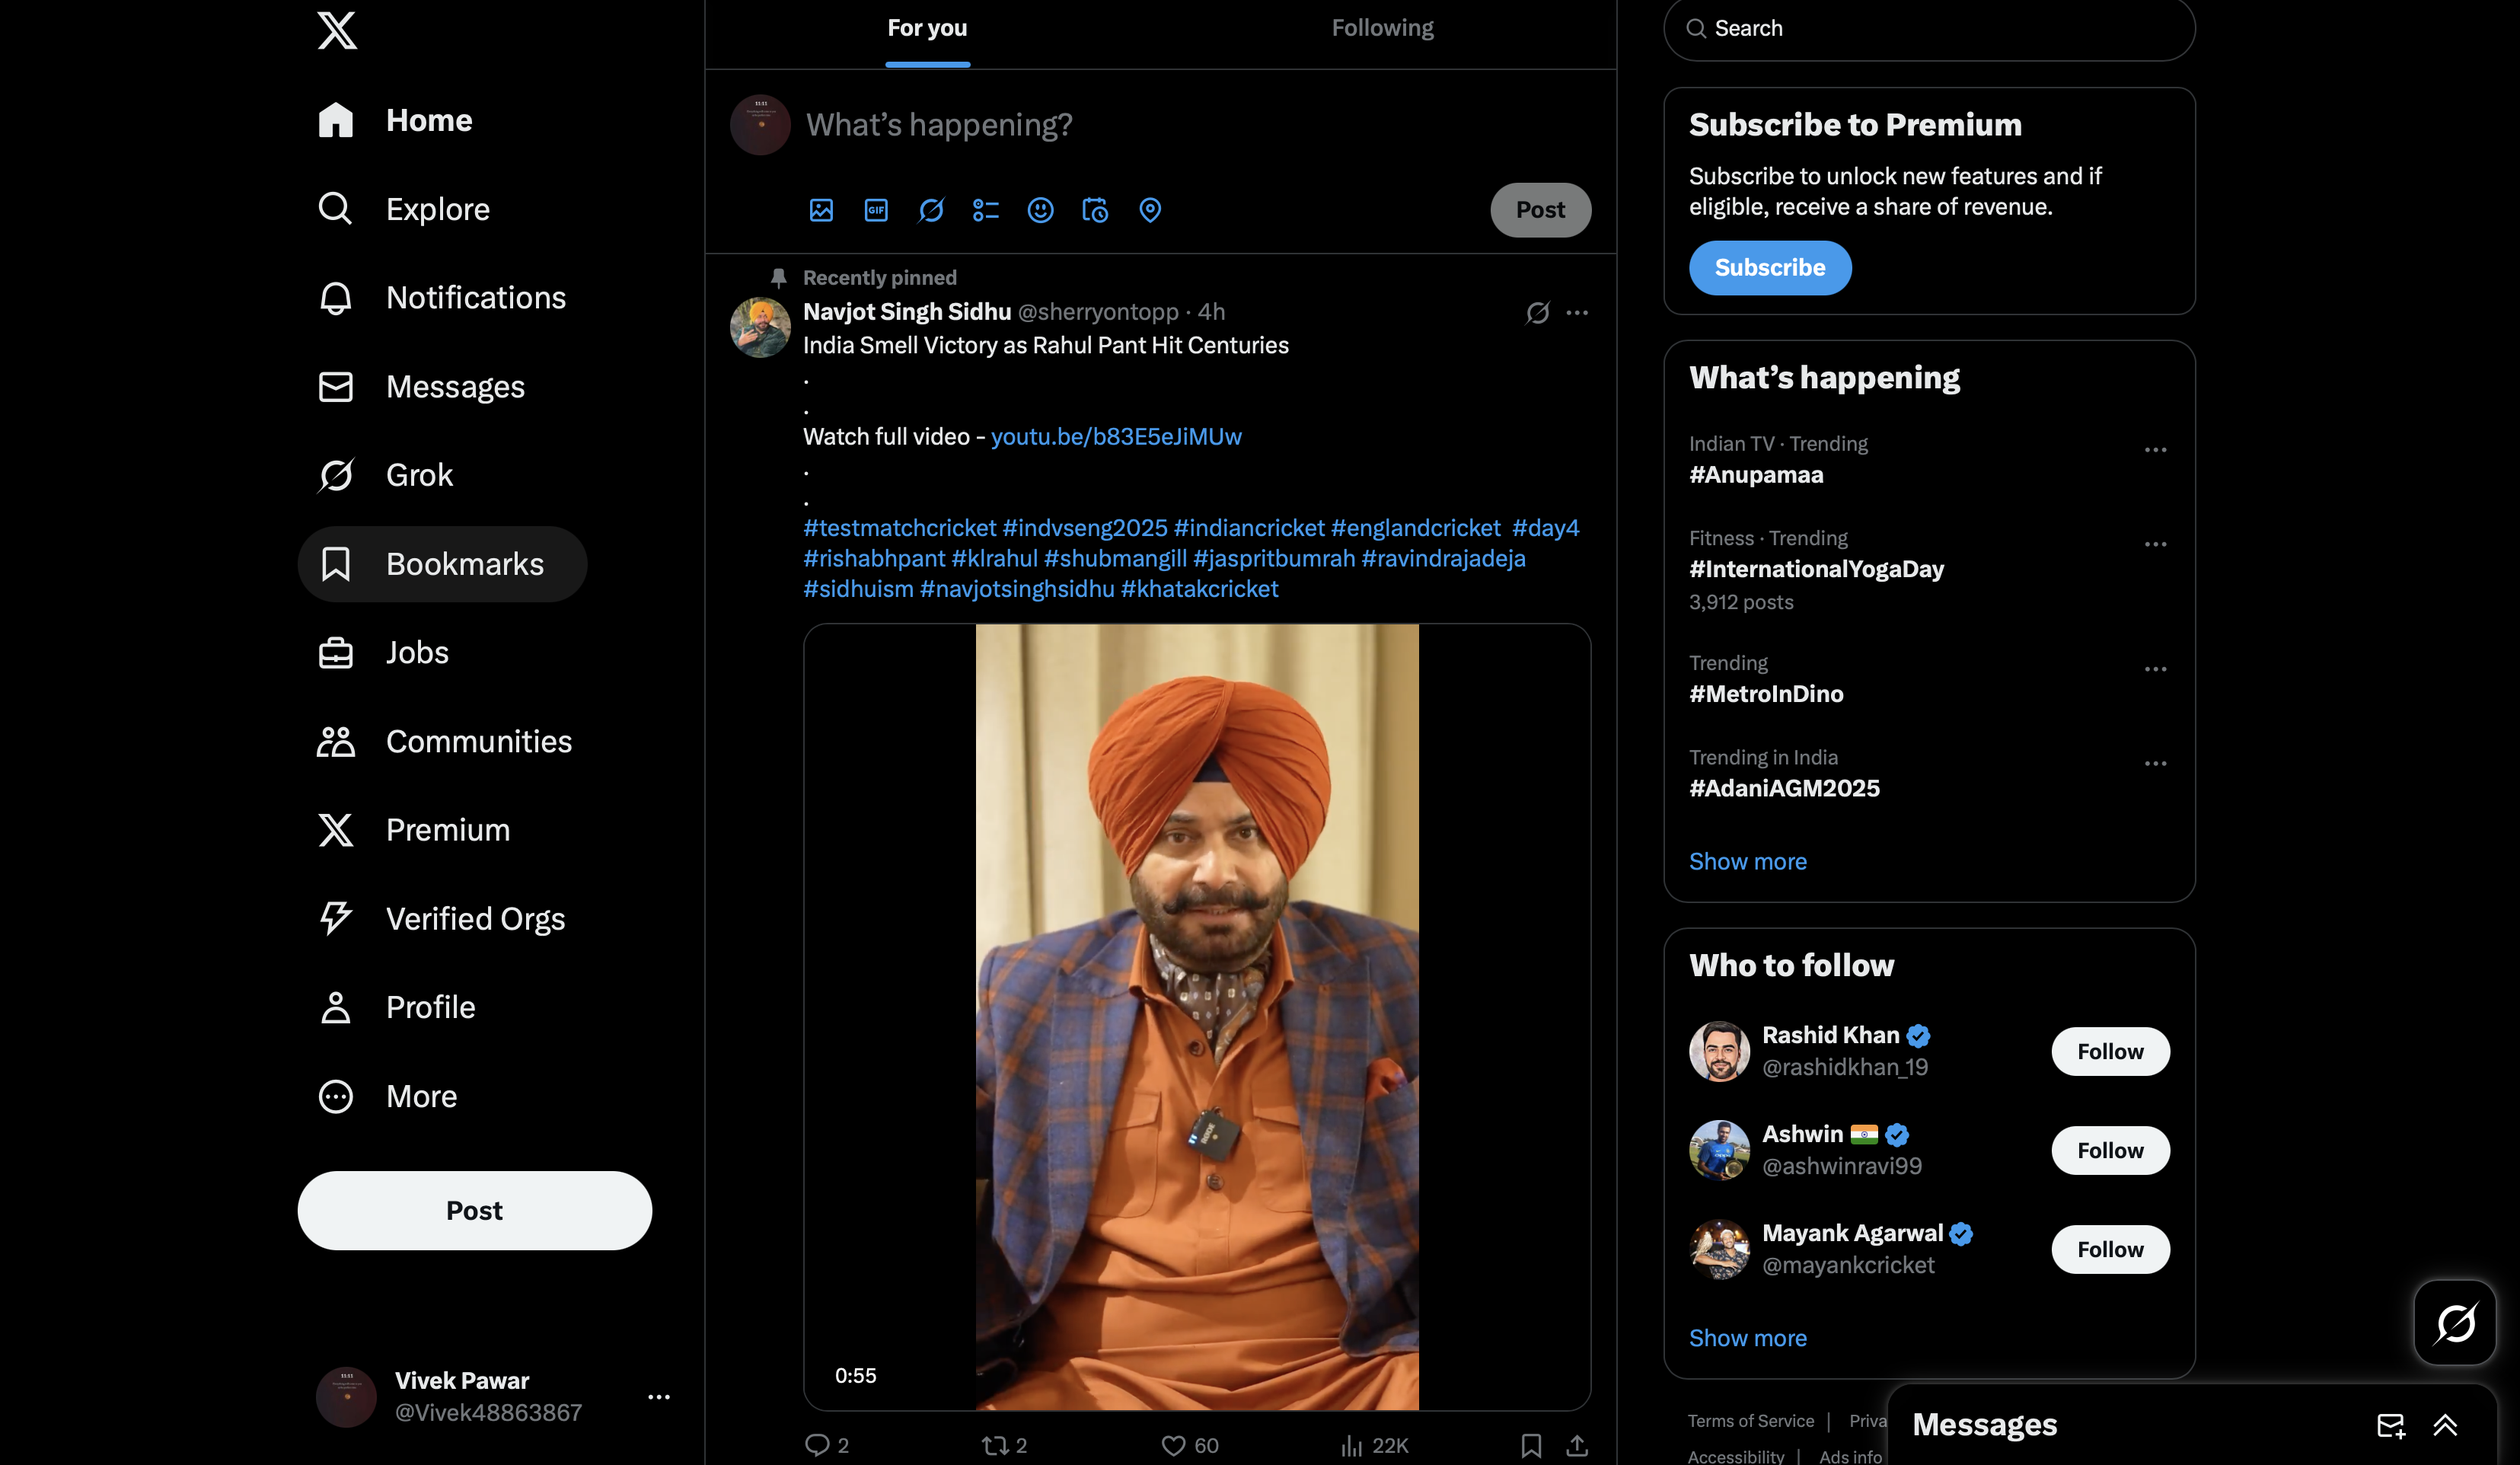 Home
Explore
Notifications
Messages
Grok
Bookmarks
Jobs
Communities
Premium
Verified Orgs
Profile
More
Post
Vivek Pawar
@Vivek48863867
For you
Following
What’s happening?
GIF
Post
Recently pinned
Navjot Singh Sidhu @sherryontopp · 4h
India Smell Victory as Rahul Pant Hit Centuries
.
.
Watch full video - youtu.be/b83E5eJiMUw
.
.
#testmatchcricket #indvseng2025 #indiancricket #englandcricket #day4
#rishabhpant #klrahul #shubmangill #jaspritbumrah #ravindrajadeja
#sidhuism #navjotsinghsidhu #khatakcricket
RØDE
0:55
2
2
60
22K
Search
Subscribe to Premium
Subscribe to unlock new features and if
eligible, receive a share of revenue.
Subscribe
What’s happening
Indian TV · Trending
#Anupamaa
Fitness · Trending
#InternationalYogaDay
3,912 posts
Trending
#MetroInDino
Trending in India
#AdaniAGM2025
Show more
Who to follow
Rashid Khan
@rashidkhan_19
Follow
Ashwin
@ashwinravi99
Follow
Mayank Agarwal
@mayankcricket
Follow
Show more
Terms of Service | Priva
Accessibility | Ads info
Messages